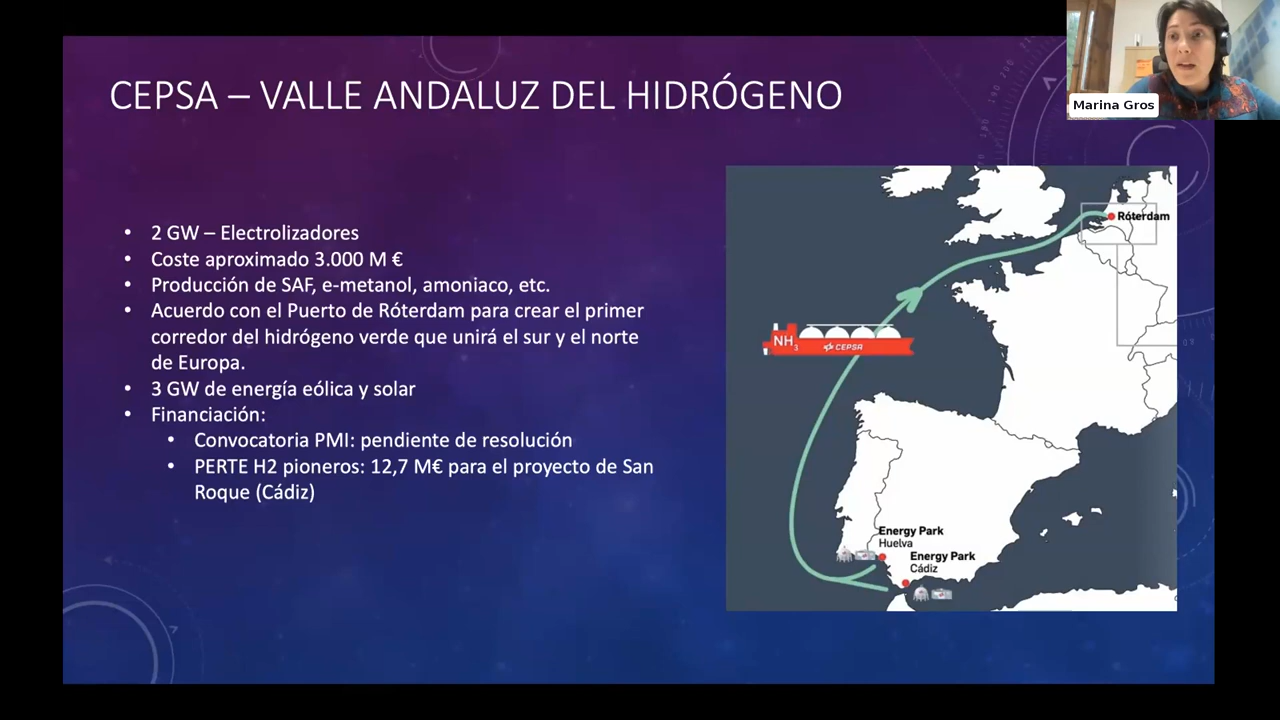 CEPSA – VALLE ANDALUZ DEL HIDRÓGENO
Marina Gros
• 2 GW – Electrolizadores
• Coste aproximado 3.000 M €
• Producción de SAF, e-metanol, amoniaco, etc.
• Acuerdo con el Puerto de Róterdam para crear el primer
corredor del hidrógeno verde que unirá el sur y el norte
de Europa.
• 3 GW de energía eólica y solar
• Financiación:
• Convocatoria PMI: pendiente de resolución
• PERTE H2 pioneros: 12,7 M€ para el proyecto de San
Roque (Cádiz)
Róterdam
NH3
CEPSA
Energy Park
Huelva
Energy Park
Cádiz